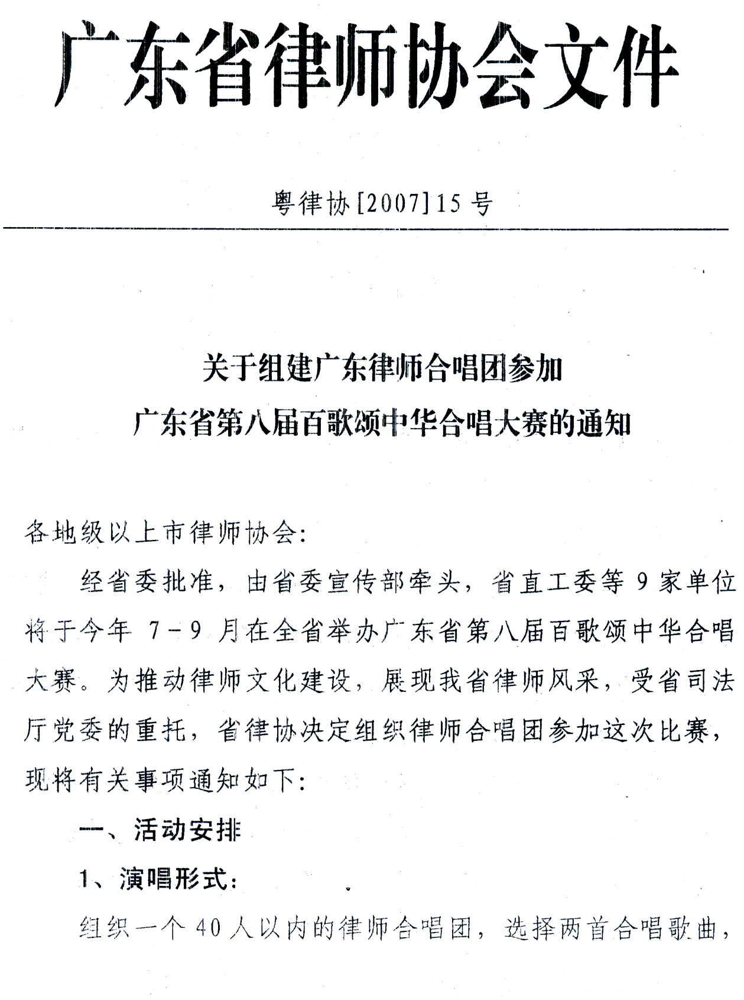 广东省律师协会文件
粤律协[2007]15 号
关于组建广东律师合唱团参加
广东省第八届百歌颂中华合唱大赛的通知
各地级以上市律师协会：
经省委批准，由省委宣传部牵头，省直工委等 9 家单位
将于今年 7－9 月在全省举办广东省第八届百歌颂中华合唱
大赛。为推动律师文化建设，展现我省律师风采，受省司法
厅党委的重托，省律协决定组织律师合唱团参加这次比赛，
现将有关事项通知如下：
一、活动安排
1、演唱形式：
组织一个 40 人以内的律师合唱团，选择两首合唱歌曲，